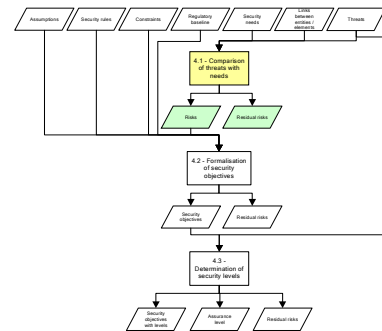 Assumptions
Security rules
Constraints
Regulatory
baseline
Security
needs
Links
between
entities /
elements
Threats
4.1 - Comparison
of threats with
needs
Risks
Residual risks
4.2 - Formalisation
of security
objectives
Security
objectives
Residual risks
4.3 -
Determination of
security levels
Security
objectives
with levels
Assurance
level
Residual risks